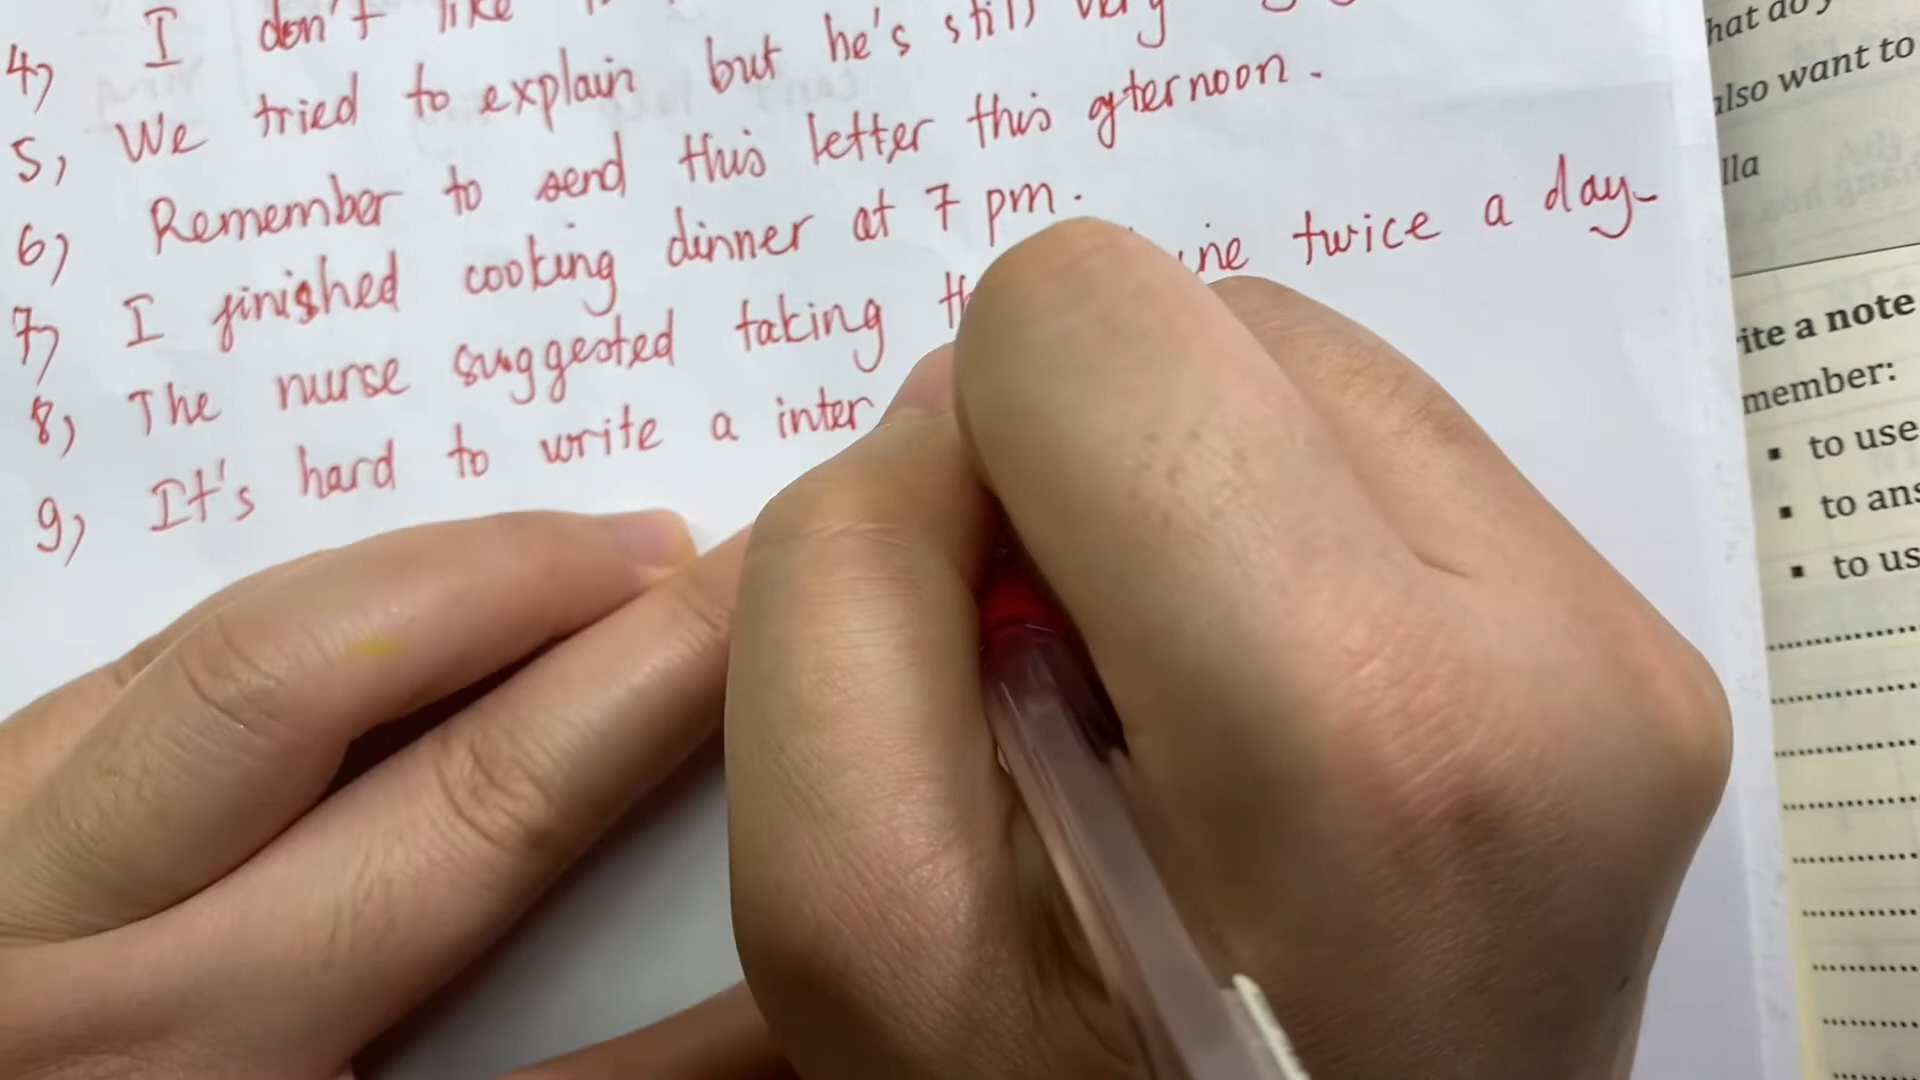 4) I don't like
5) We tried to explain but he's still very
6) Remember to send this letter this afternoon.
7) I finished cooking dinner at 7 pm.
8) The nurse suggested taking twice a day.
9) It's hard to write a inter
also want to
lla
ite a note
member:
▪ to use
▪ to ans
▪ to us